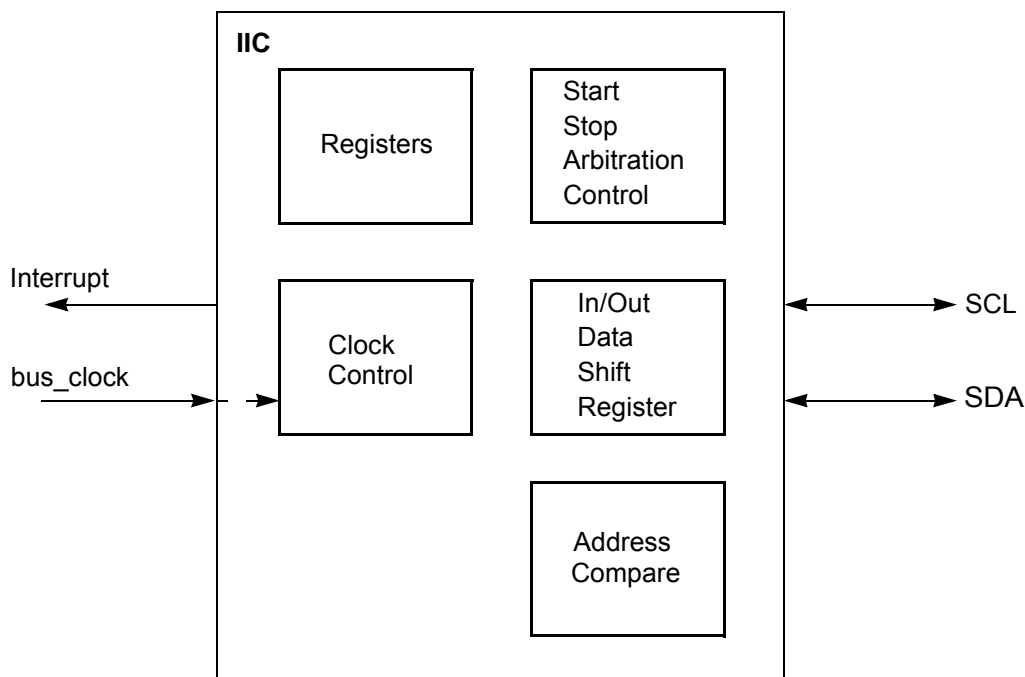 IIC
Registers
Start
Stop
Arbitration
Control
Interrupt
bus_clock
Clock
Control
In/Out
Data
Shift
Register
SCL
SDA
Address
Compare